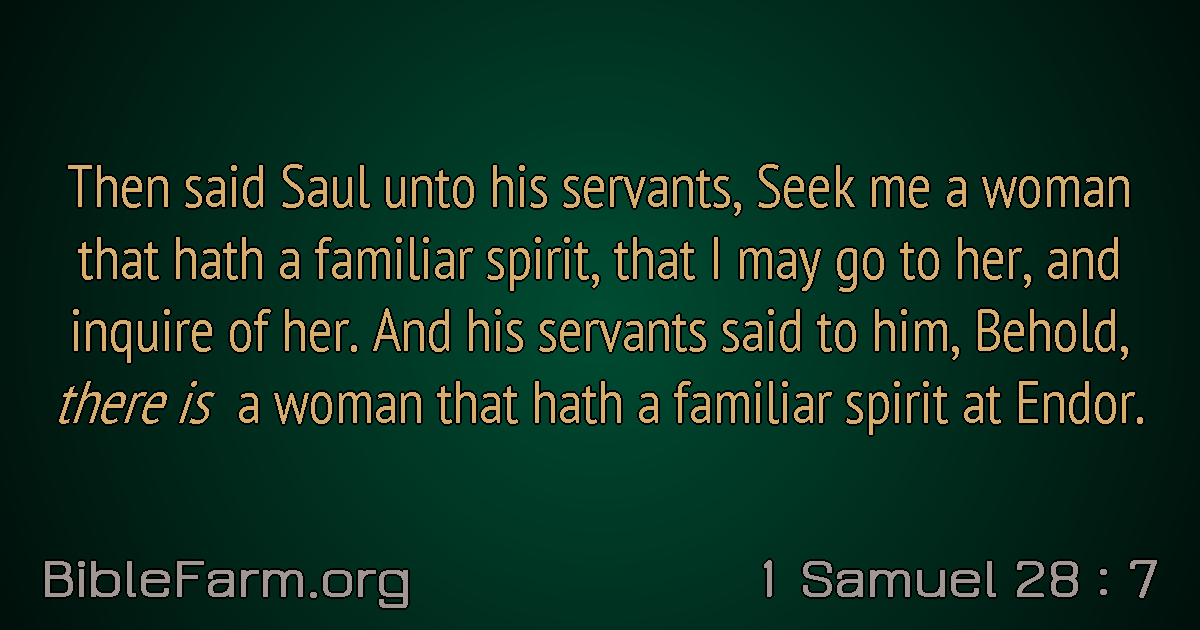 Then said Saul unto his servants, Seek me a woman
that hath a familiar spirit, that I may go to her, and
inquire of her. And his servants said to him, Behold,
there is a woman that hath a familiar spirit at Endor.
BibleFarm.org
1 Samuel 28 : 7